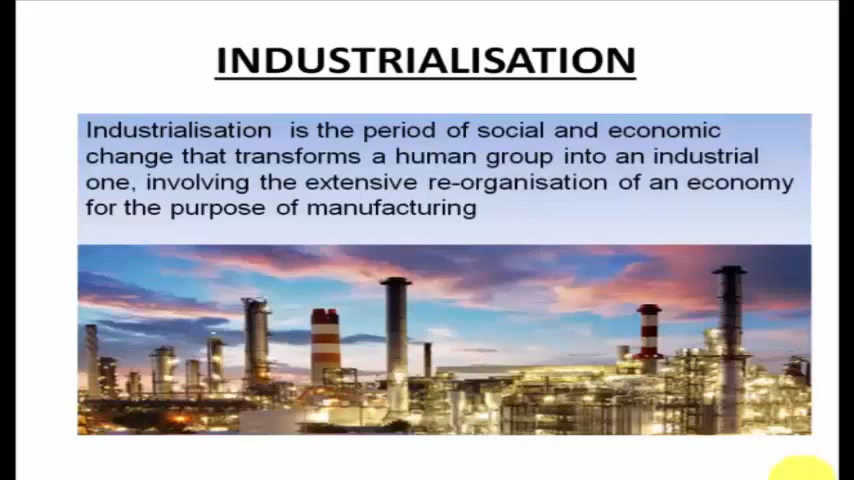 INDUSTRIALISATION
Industrialisation is the period of social and economic
change that transforms a human group into an industrial
one, involving the extensive re-organisation of an economy
for the purpose of manufacturing